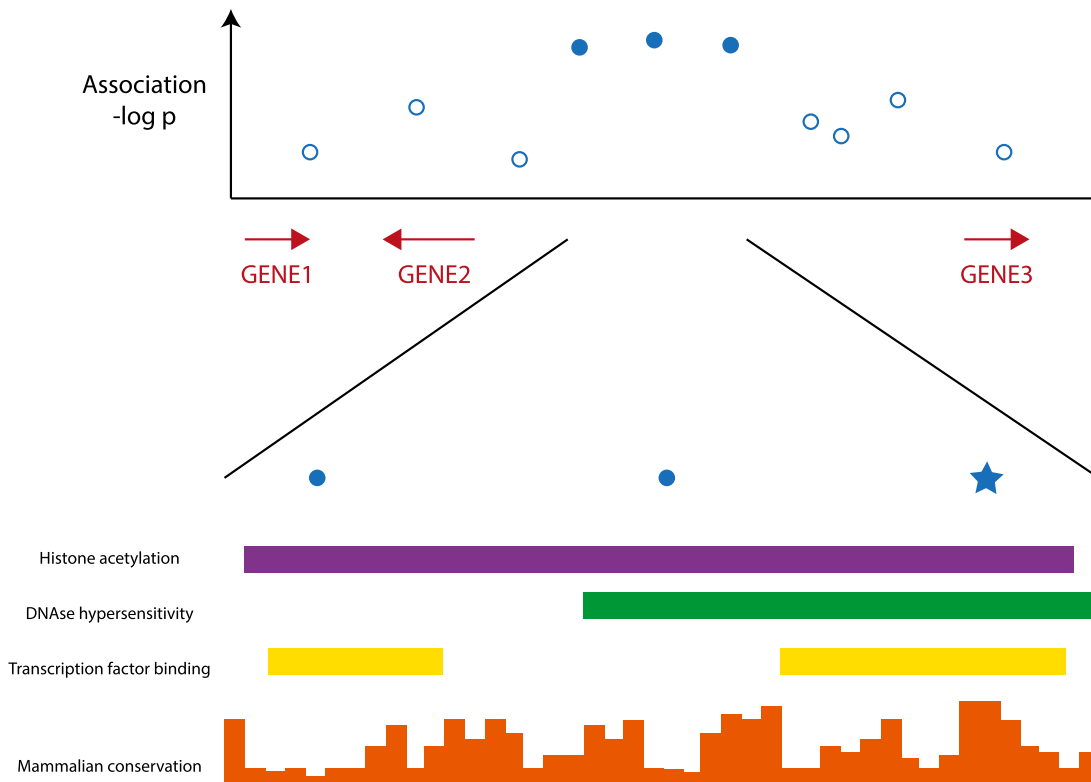 Association
-log p
GENE1
GENE2
GENE3
Histone acetylation
DNAse hypersensitivity
Transcription factor binding
Mammalian conservation